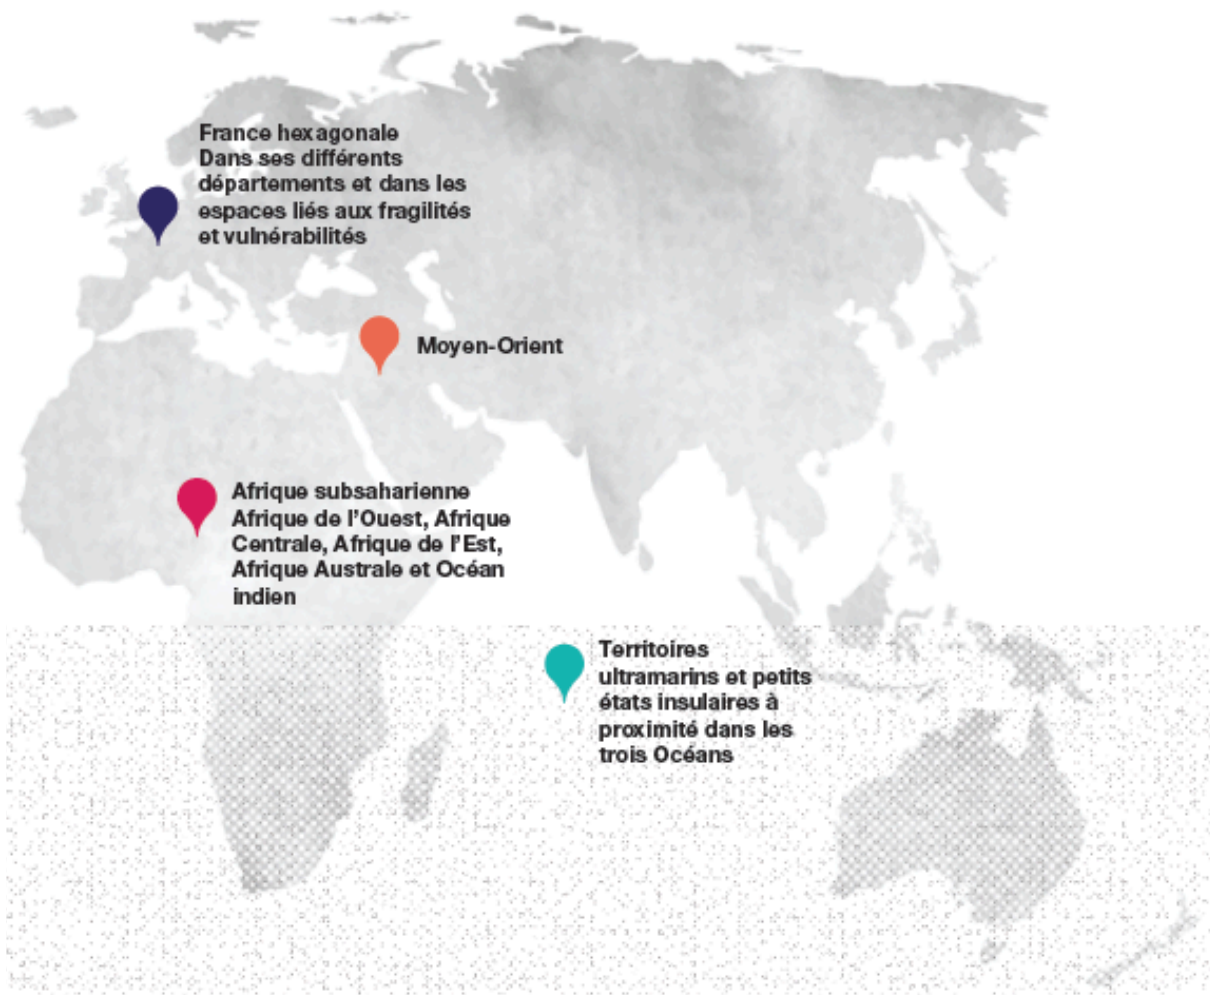 France hexagonale
Dans ses différents
départements et dans les
espaces liés aux fragilités
et vulnérabilités
Moyen-Orient
Afrique subsaharienne
Afrique de l'Ouest, Afrique
Centrale, Afrique de l'Est,
Afrique Australe et Océan
indien
Territoires
ultramarins et petits
états insulaires à
proximité dans les
trois Océans